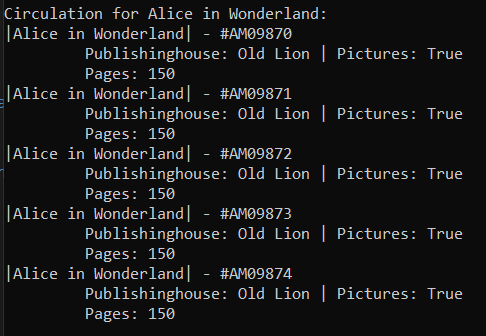 Circulation for Alice in Wonderland:
|Alice in Wonderland| - #AM09870
Publishinghouse: Old Lion | Pictures: True
Pages: 150
|Alice in Wonderland| - #AM09871
Publishinghouse: Old Lion | Pictures: True
Pages: 150
|Alice in Wonderland| - #AM09872
Publishinghouse: Old Lion | Pictures: True
Pages: 150
|Alice in Wonderland| - #AM09873
Publishinghouse: Old Lion | Pictures: True
Pages: 150
|Alice in Wonderland| - #AM09874
Publishinghouse: Old Lion | Pictures: True
Pages: 150